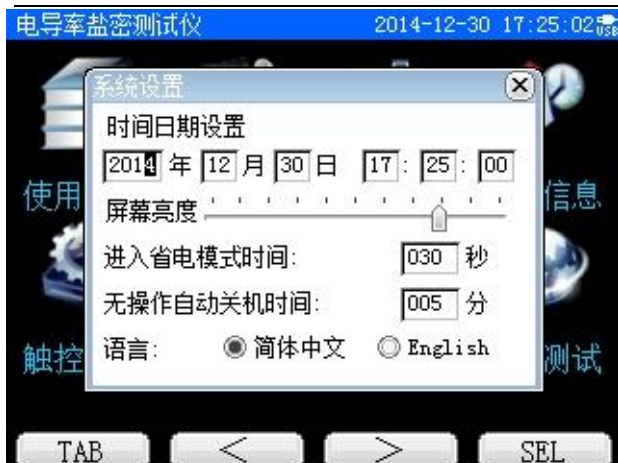 电导率盐密测试仪 2014-12-30 17:25:02 USB
系统设置
时间日期设置
2014 年 12 月 30 日 17 : 25 : 00
使用
信息
屏幕亮度
进入省电模式时间: 030 秒
无操作自动关机时间: 005 分
触控
语言: 简体中文 English
测试
TAB < > SEL